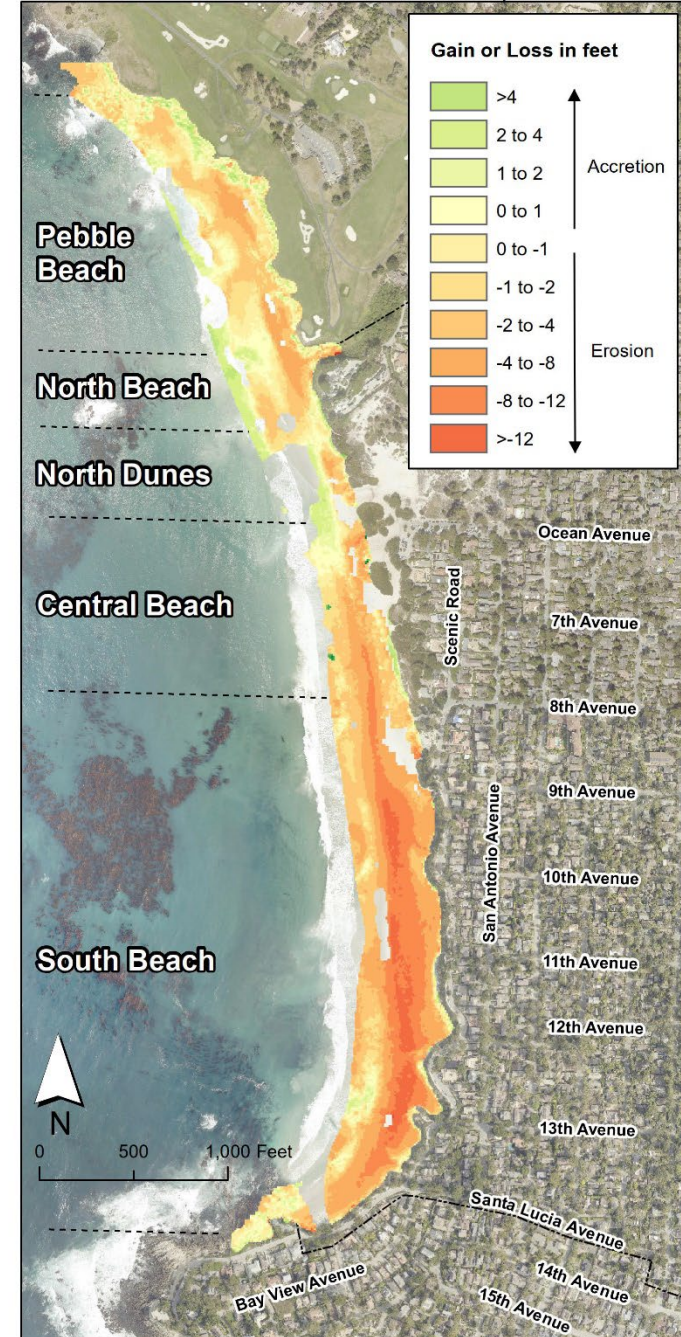 Gain or Loss in feet
>4
2 to 4
1 to 2
0 to 1
0 to -1
-1 to -2
-2 to -4
-4 to -8
-8 to -12
>-12
Accretion
Erosion
Pebble
Beach
North Beach
North Dunes
Central Beach
South Beach
Ocean Avenue
Scenic Road
7th Avenue
8th Avenue
9th Avenue
San Antonio Avenue
10th Avenue
11th Avenue
12th Avenue
13th Avenue
N
0 500 1,000 Feet
Santa Lucia Avenue
14th Avenue
Bay View Avenue
15th Avenue